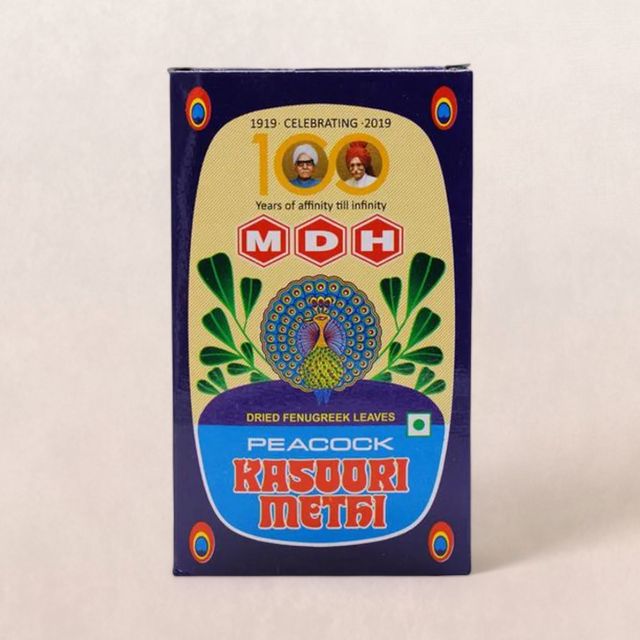 1919· CELEBRATING ·2019
100
Years of affinity till infinity
MDH
DRIED FENUGREEK LEAVES
PEACOCK
KASOORI
METHI